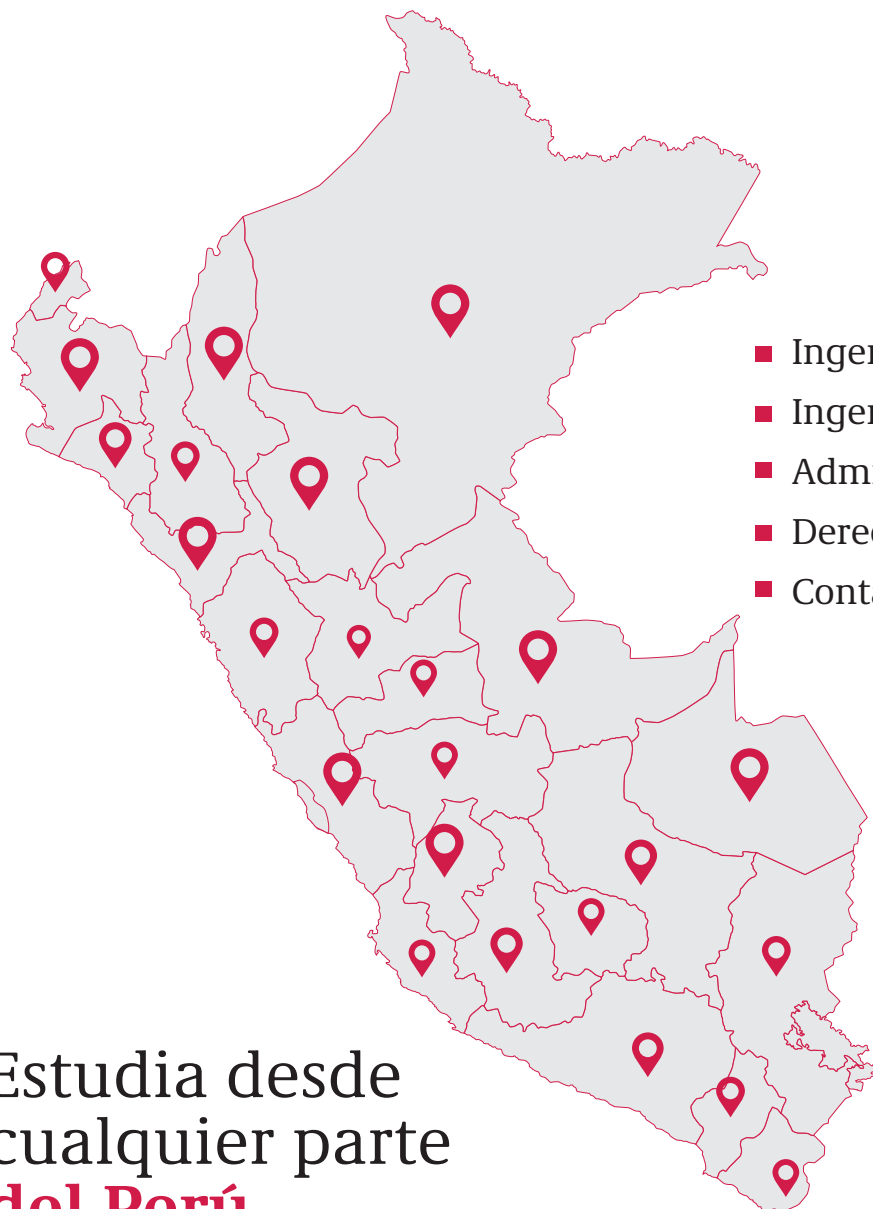 Inger
Inger
Adm
Derec
Conta
Estudia desde
cualquier parte
del Perú